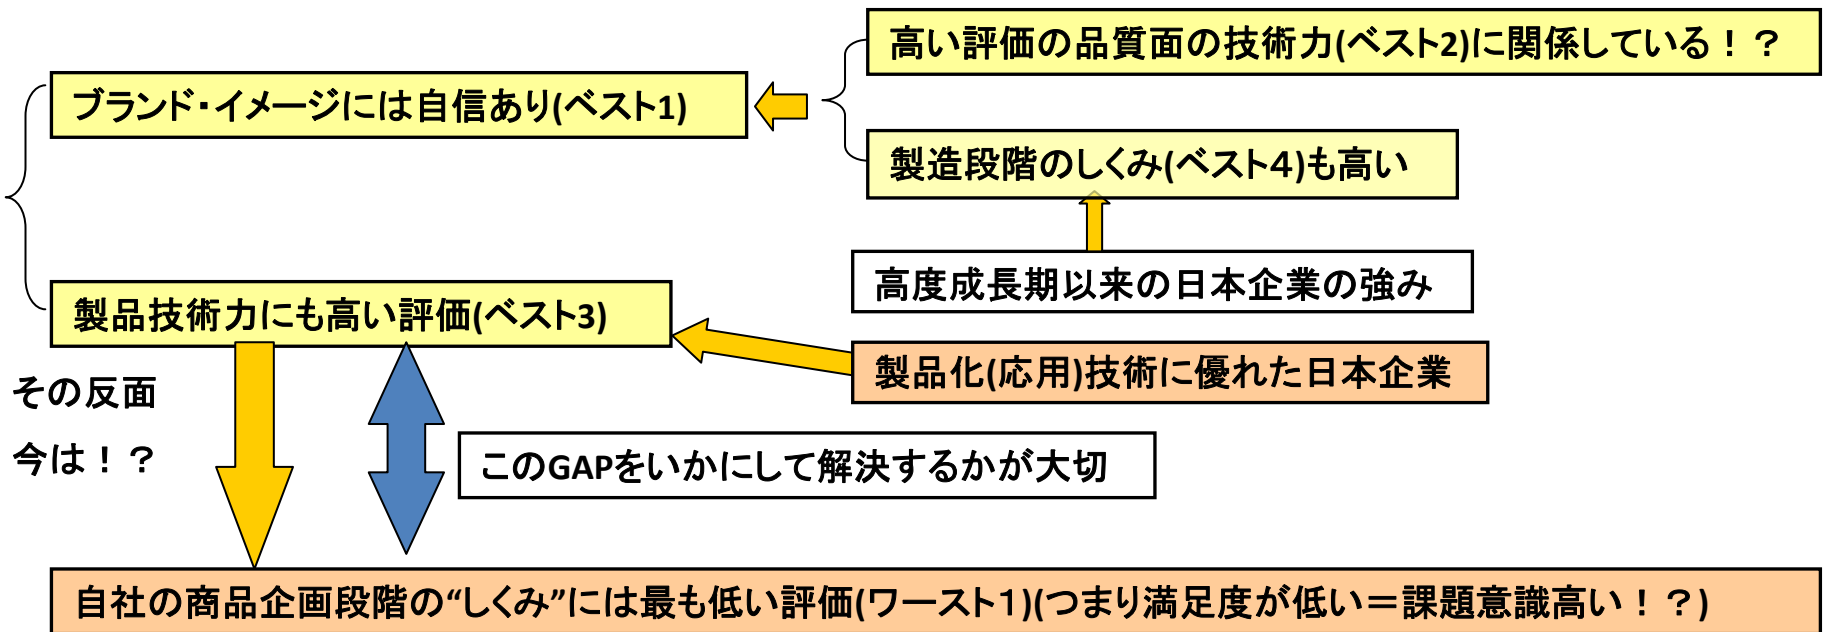 高い評価の品質面の技術力(ベスト2)に関係している！？
ブランド・イメージには自信あり(ベスト1)
製造段階のしくみ(ベスト４)も高い
高度成長期以来の日本企業の強み
製品技術力にも高い評価(ベスト3)
製品化(応用)技術に優れた日本企業
その反面
今は！？
このGAPをいかにして解決するかが大切
自社の商品企画段階の“しくみ”には最も低い評価(ワースト１)(つまり満足度が低い＝課題意識高い！？)